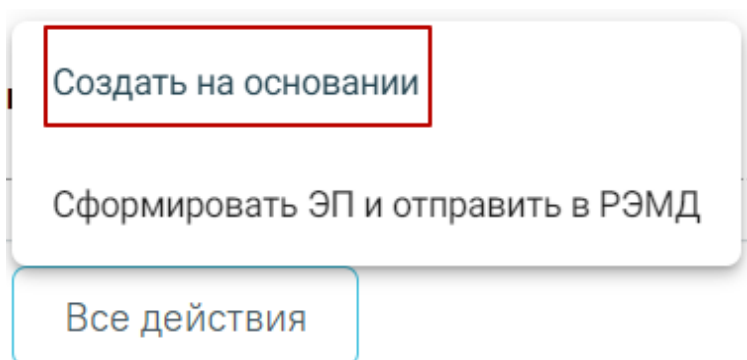 Создать на основании
Сформировать ЭП и отправить в РЭМД
Все действия